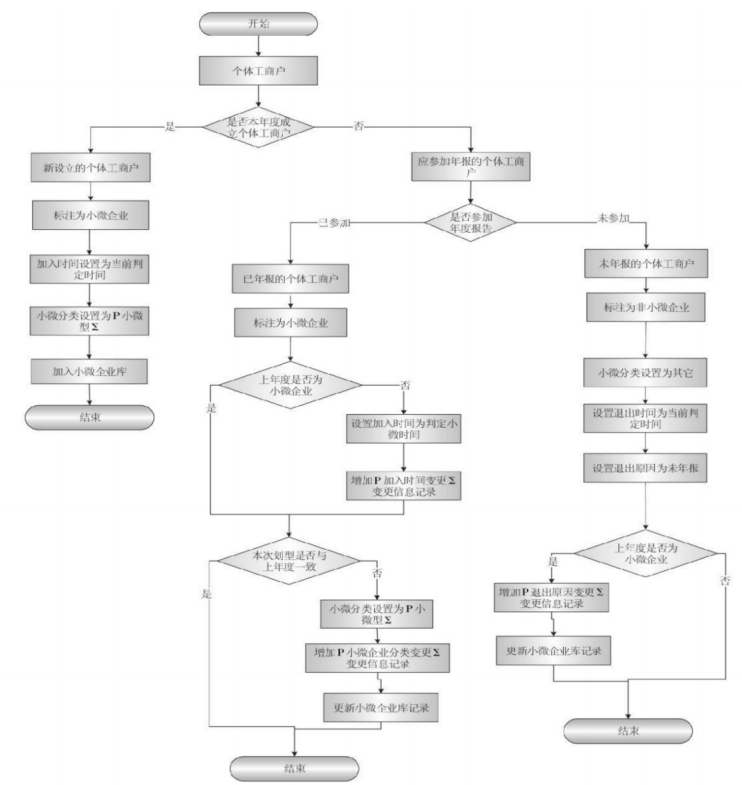 开始
个体工商户
是否本年度成
立个体工商户
是
否
新设立的个体工商户
标注为小微企业
加入时间设置为当前判
定时间
小微分类设置为P小微
型Σ
加入小微企业库
结束
应参加年报的个体工商
户
是否参加
年度报告
已参加
未参加
已年报的个体工商户
标注为小微企业
上年度是否为
小微企业
是
否
设置加入时间为判定小
微时间
增加P加入时间变更Σ
变更信息记录
本次划型是否与
上年度一致
是
否
小微分类设置为P小
微型Σ
增加P小微企业分类变更Σ
变更信息记录
更新小微企业库记录
结束
未年报的个体工商户
标注为非小微企业
小微分类设置为其它
设置退出时间为当前判
定时间
设置退出原因为未年报
上年度是否为
小微企业
是
否
增加P退出原因变更Σ
变更信息记录
更新小微企业库记录
结束